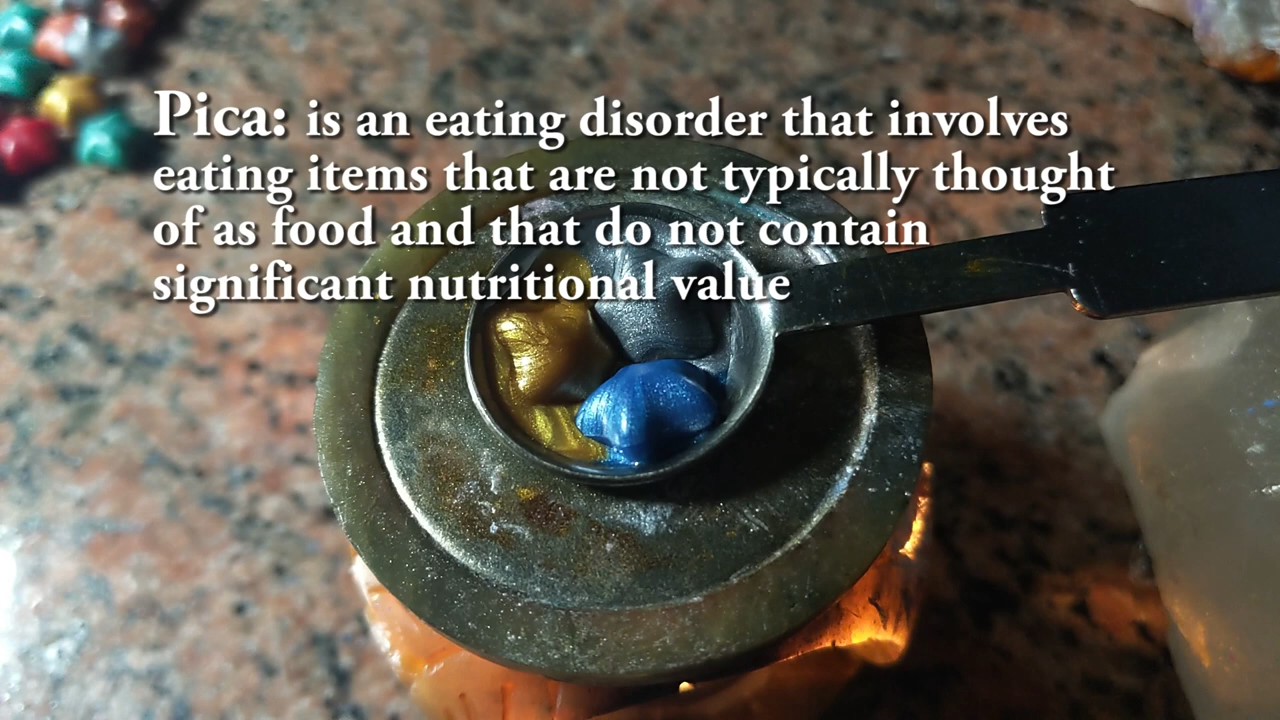 Pica: is an eating disorder that involves
eating items that are not typically thought
of as food and that do not contain
significant nutritional value